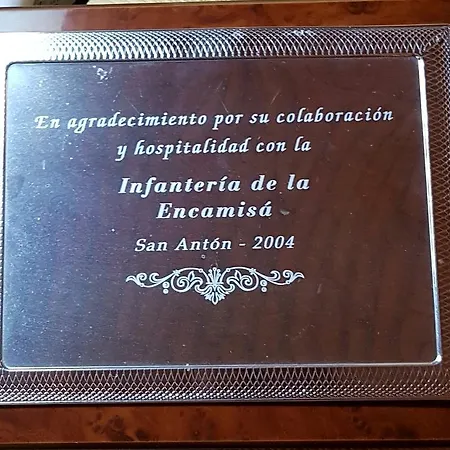 En agradecimiento por su colaboración
y hospitalidad con la
Infantería de la
Encamisá
San Antón - 2004